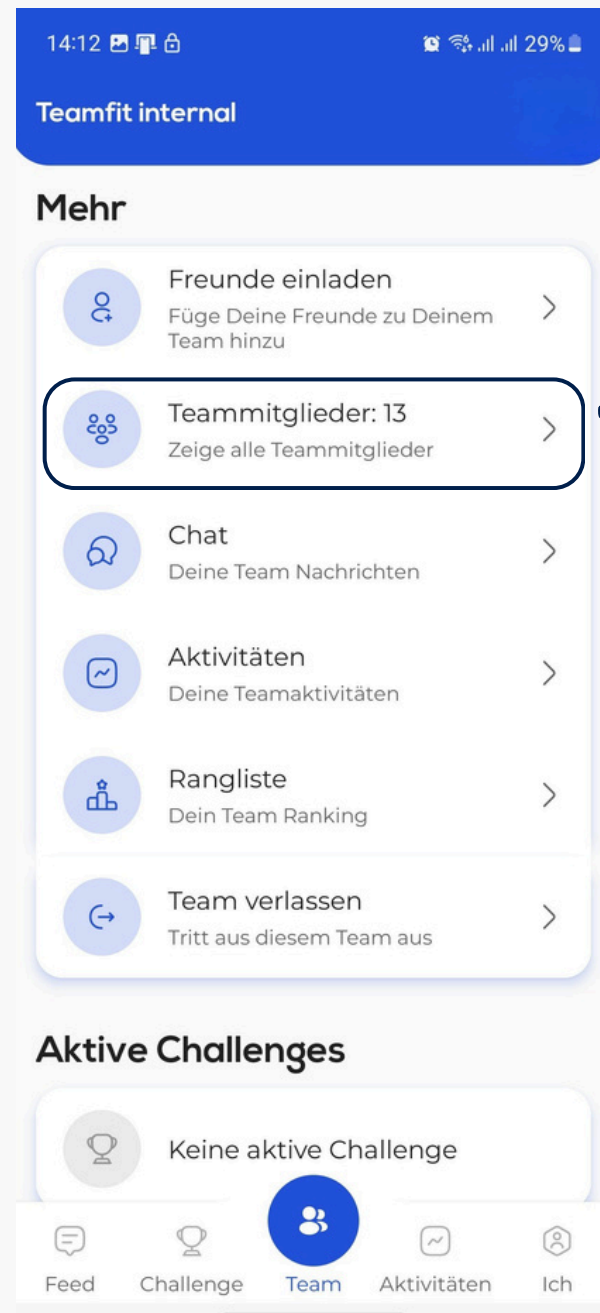 14:12 29%
Teamfit internal
Mehr
Freunde einladen
Füge Deine Freunde zu Deinem
Team hinzu
Teammitglieder: 13
Zeige alle Teammitglieder
Chat
Deine Team Nachrichten
Aktivitäten
Deine Teamaktivitäten
Rangliste
Dein Team Ranking
Team verlassen
Tritt aus diesem Team aus
Aktive Challenges
Keine aktive Challenge
Feed Challenge Team Aktivitäten Ich